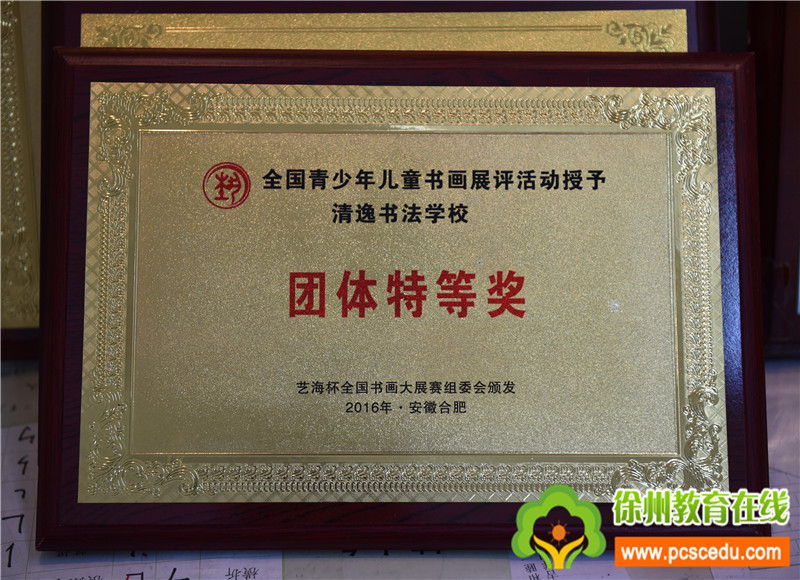 全国青少年儿童书画展评活动授予
清逸书法学校
团体特等奖
艺海杯全国书画大展赛组委会颁发
2016年·安徽合肥
徐州教育在线
www.pcscedu.com
横折